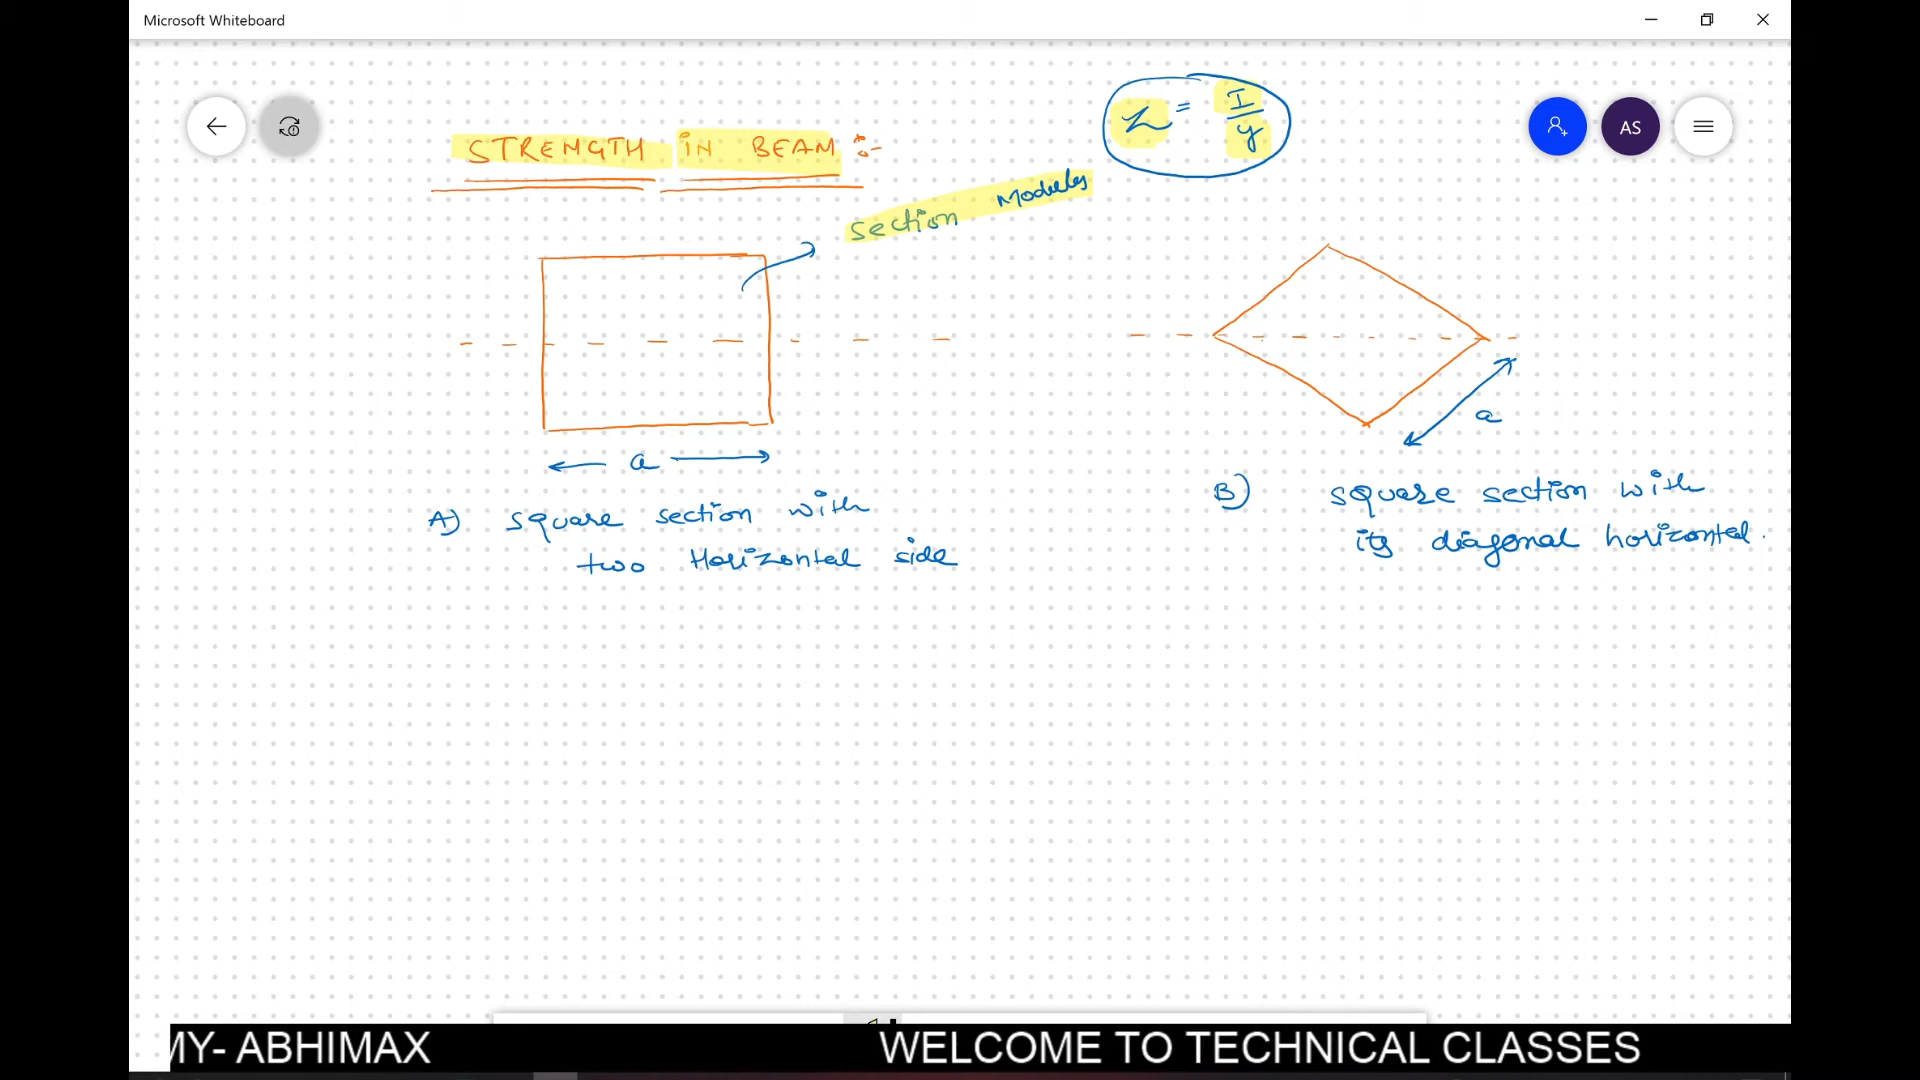 Microsoft Whiteboard
Z = I/y
STRENGTH IN BEAM :-
AS
section Modulus
a
a
A) square section with
two Horizontal side
B) square section with
its diagonal horizontal.
MY- ABHIMAX WELCOME TO TECHNICAL CLASSES